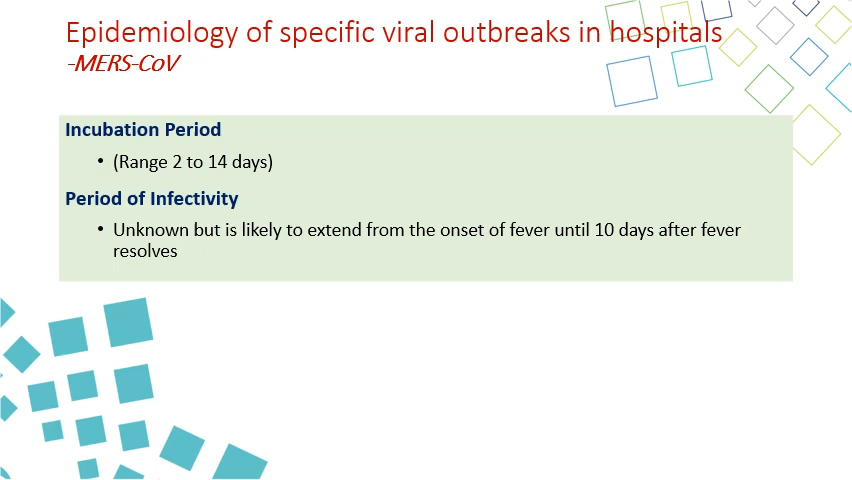 Epidemiology of specific viral outbreaks in hospitals
-MERS-CoV
Incubation Period
• (Range 2 to 14 days)
Period of Infectivity
• Unknown but is likely to extend from the onset of fever until 10 days after fever
resolves